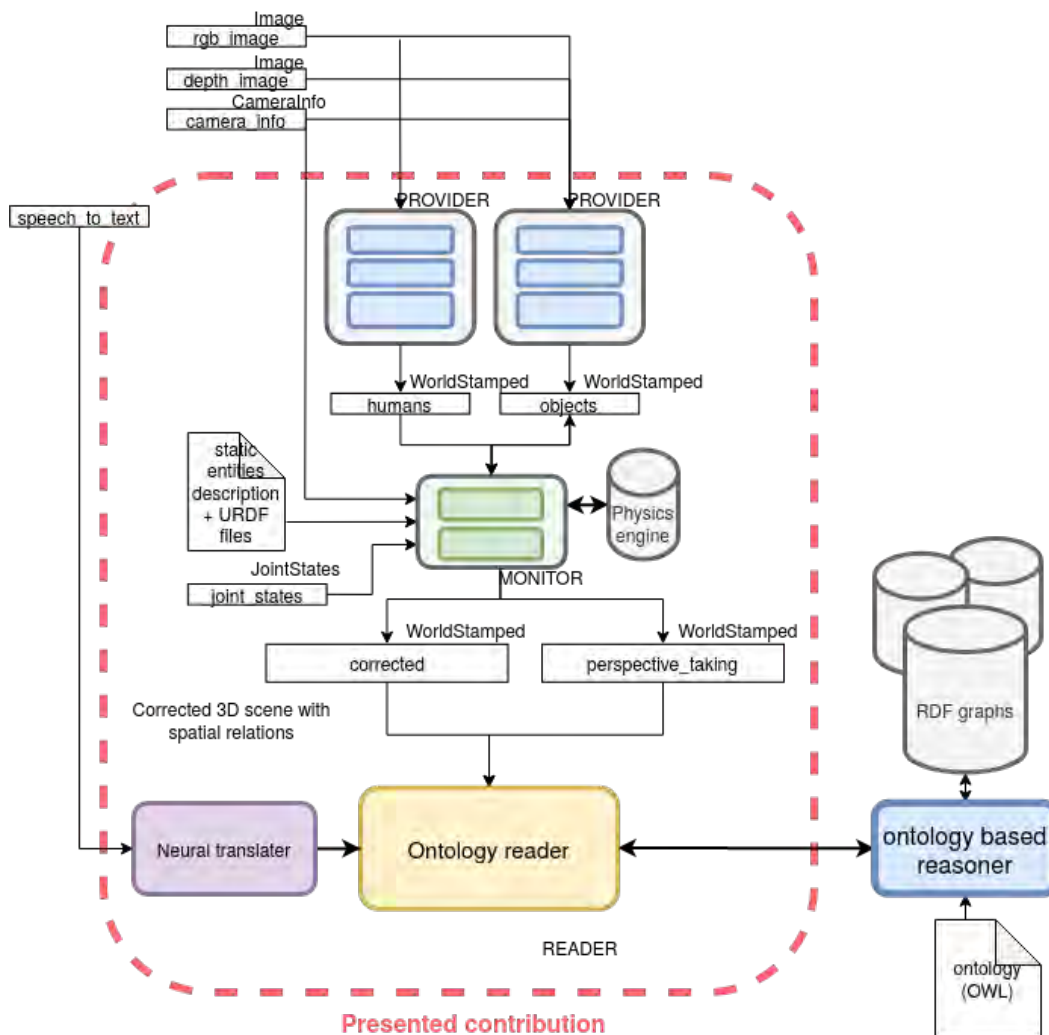 Image
rgb_image
Image
depth_image
CameraInfo
camera_info
speech_to_text
PROVIDER
PROVIDER
WorldStamped
WorldStamped
humans
objects
static
entities
description
+ URDF
files
Physics
engine
JointStates
joint_states
MONITOR
WorldStamped
WorldStamped
corrected
perspective_taking
Corrected 3D scene with
spatial relations
RDF graphs
Neural translater
Ontology reader
ontology based
reasoner
READER
ontology
(OWL)
Presented contribution